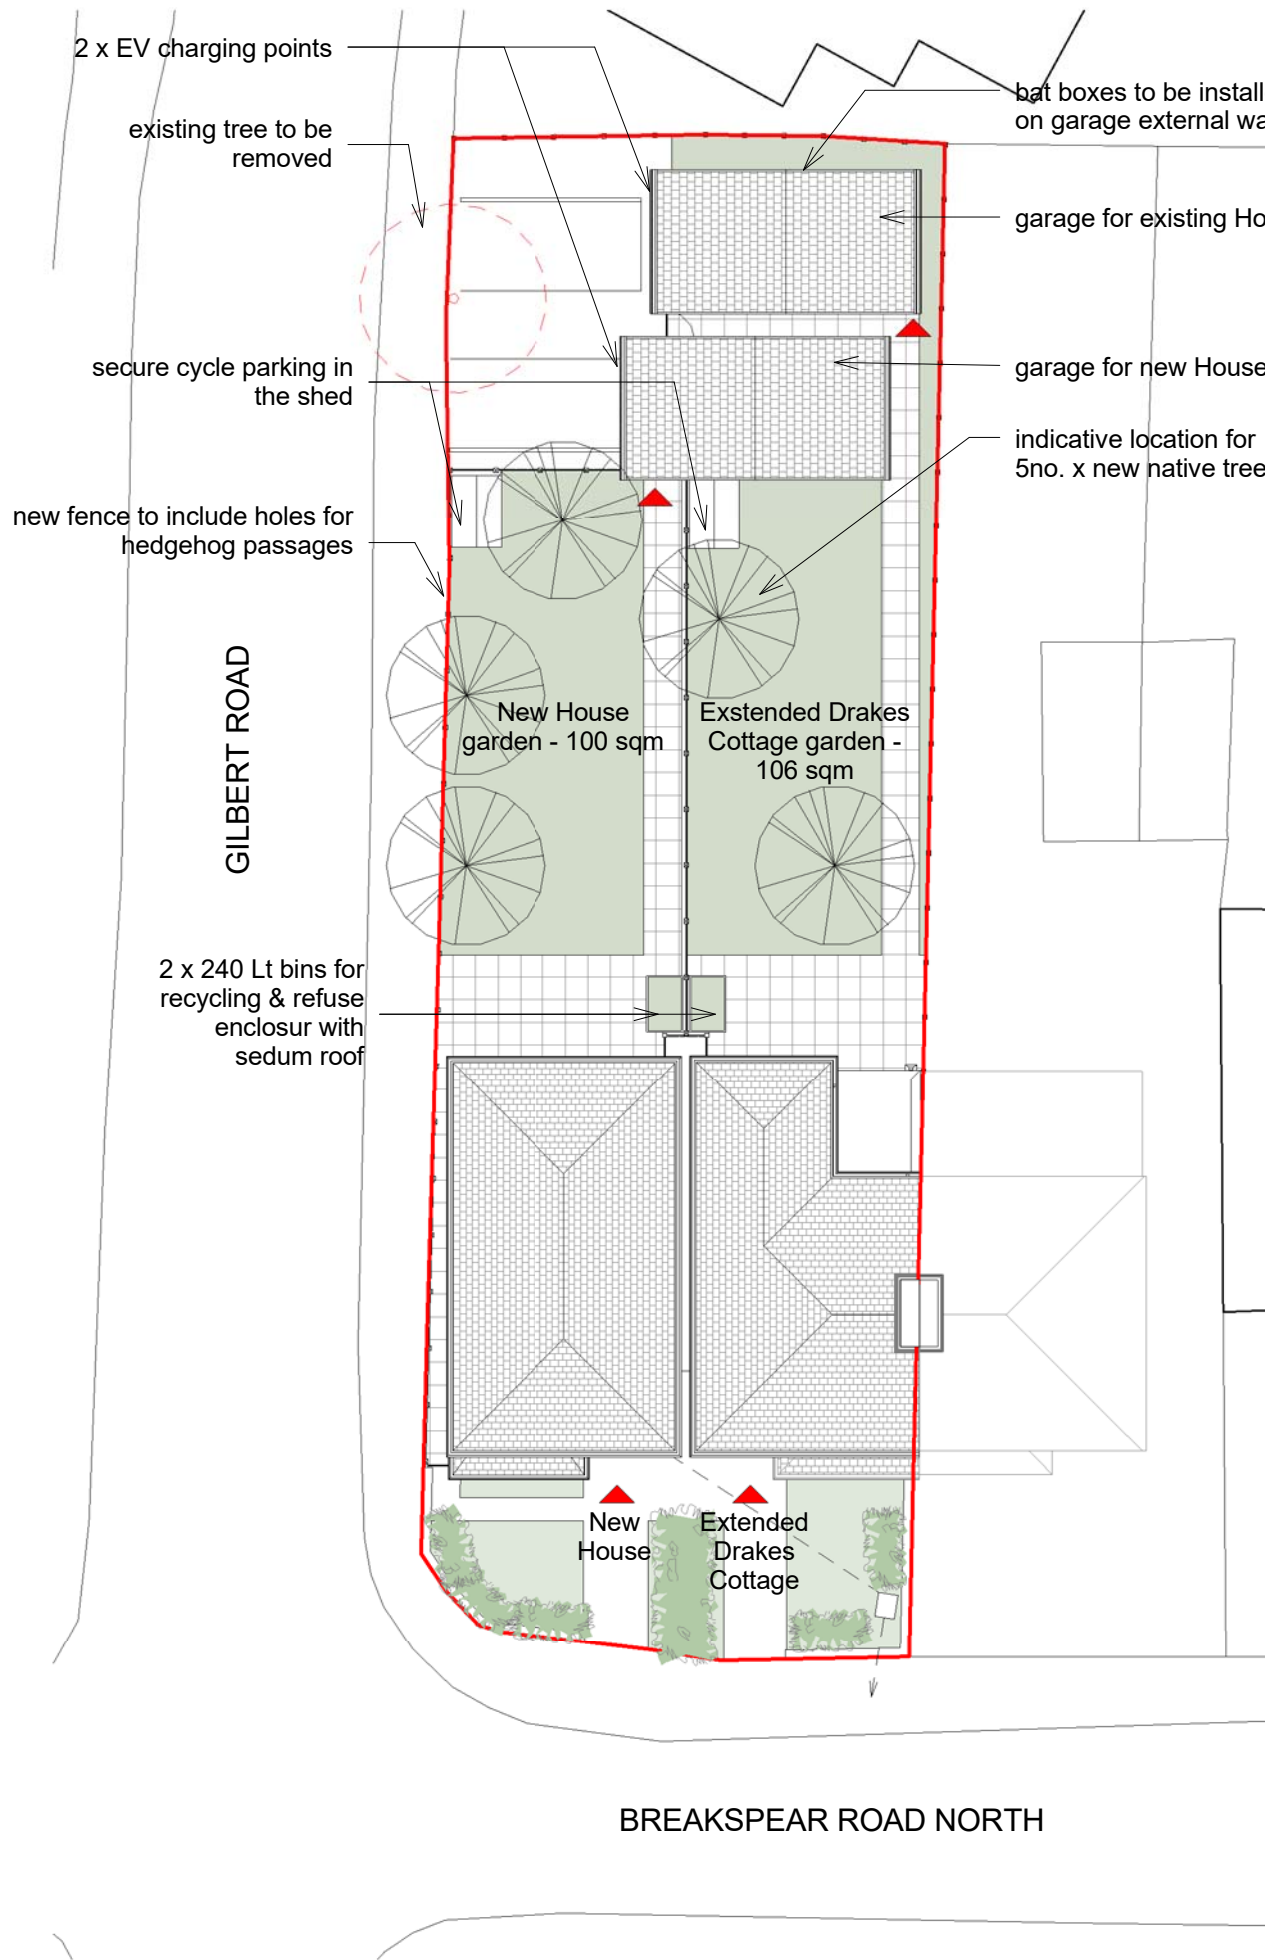 2 x EV charging points
existing tree to be
removed
bat boxes to be install
on garage external wa
garage for existing Ho
secure cycle parking in
the shed
garage for new House
indicative location for
5no. x new native tree
new fence to include holes for
hedgehog passages
GILBERT ROAD
New House
garden - 100 sqm
Exstended Drakes
Cottage garden -
106 sqm
2 x 240 Lt bins for
recycling & refuse
enclosur with
sedum roof
New
House
Extended
Drakes
Cottage
BREAKSPEAR ROAD NORTH